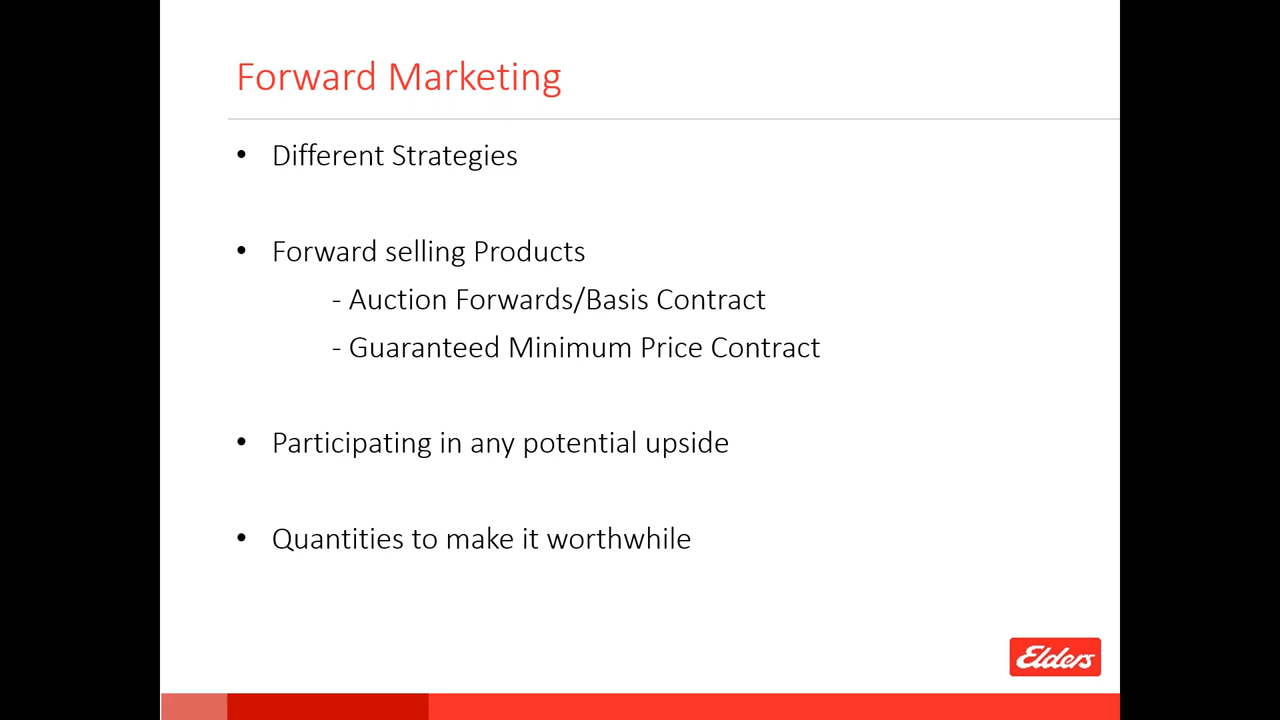 Forward Marketing
• Different Strategies
• Forward selling Products
- Auction Forwards/Basis Contract
- Guaranteed Minimum Price Contract
• Participating in any potential upside
• Quantities to make it worthwhile
Elders